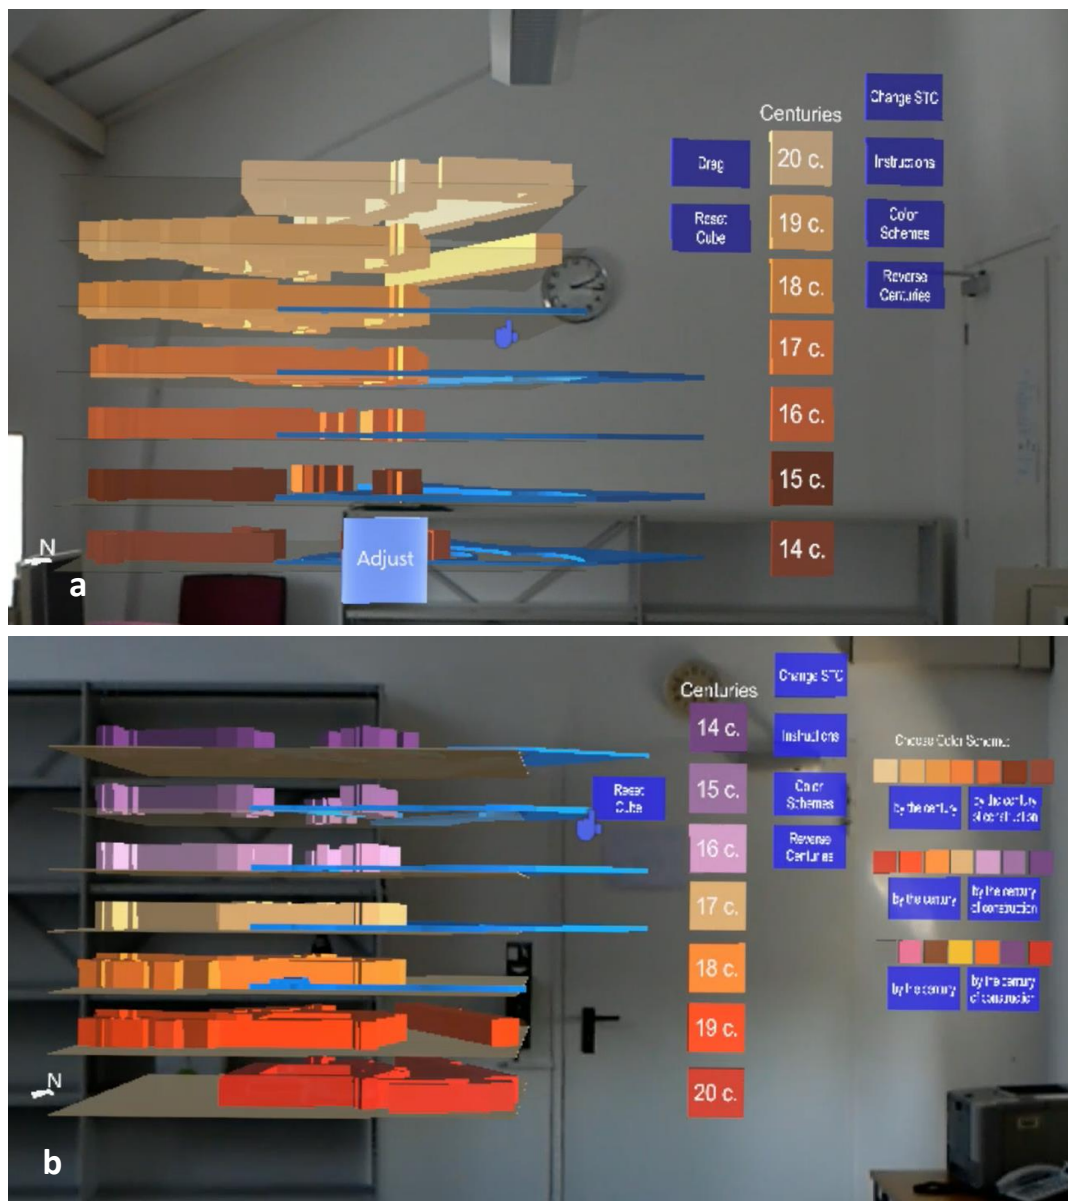 Centuries
Change STC
Drag
20 c.
Instructions
Reset
Cube
19 c.
Color
Schemes
18 c.
Reverse
Centuries
17 c.
16 c.
15 c.
14 c.
N
Adjust
a
Centuries
Change STC
14 c.
Instructions
Choose Color Scheme:
Reset
Cube
15 c.
Color
Schemes
by the century
by the century
of construction
16 c.
Reverse
Centuries
by the century
by the century
of construction
17 c.
18 c.
by the century
by the century
of construction
19 c.
20 c.
N
b